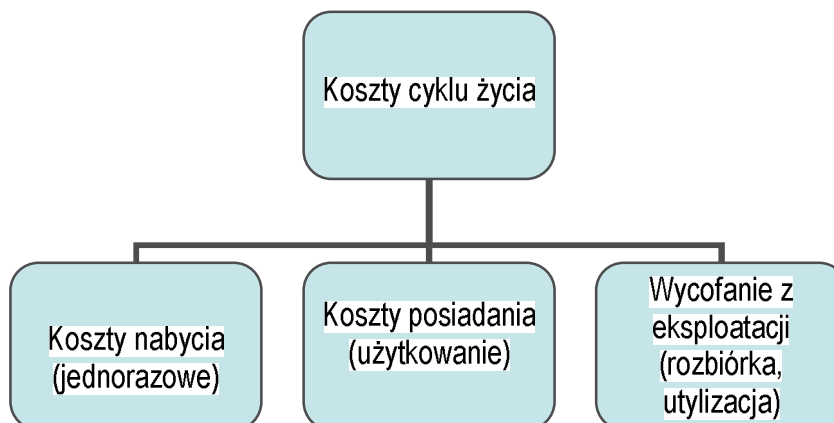 Koszty cyklu życia
Koszty nabycia
(jednorazowe)
Koszty posiadania
(użytkowanie)
Wycofanie z
eksploatacji
(rozbiórka,
utylizacja)